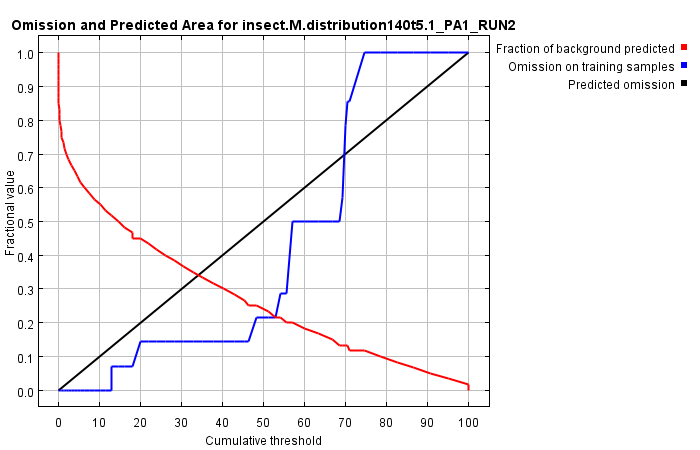 Omission and Predicted Area for insect.M.distribution140t5.1_PA1_RUN2
Fraction of background predicted
Omission on training samples
Predicted omission
Fractional value
1.0
0.9
0.8
0.7
0.6
0.5
0.4
0.3
0.2
0.1
0.0
0 10 20 30 40 50 60 70 80 90 100
Cumulative threshold